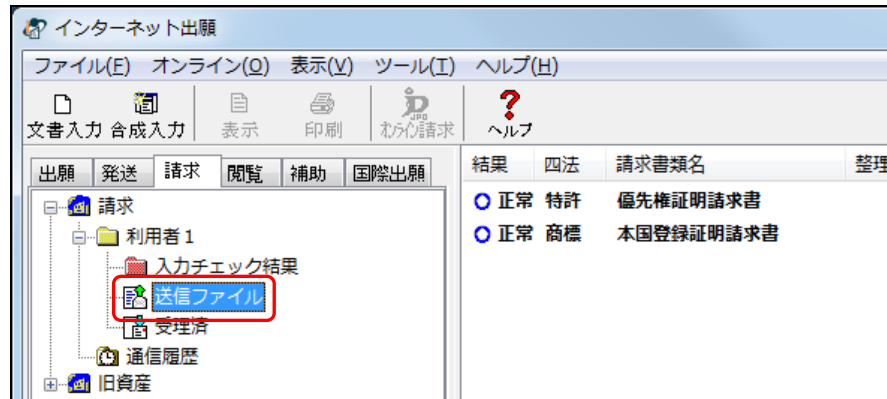 インターネット出願
ファイル(F) オンライン(O) 表示(V) ツール(T) ヘルプ(H)
文書入力 合成入力 表示 印刷 オンライン請求 ヘルプ
出願 発送 請求 閲覧 補助 国際出願
請求
利用者1
入力チェック結果
送信ファイル
受理済
通信履歴
旧資産
結果 四法 請求書類名 整理
正常 特許 優先権証明請求書
正常 商標 本国登録証明請求書